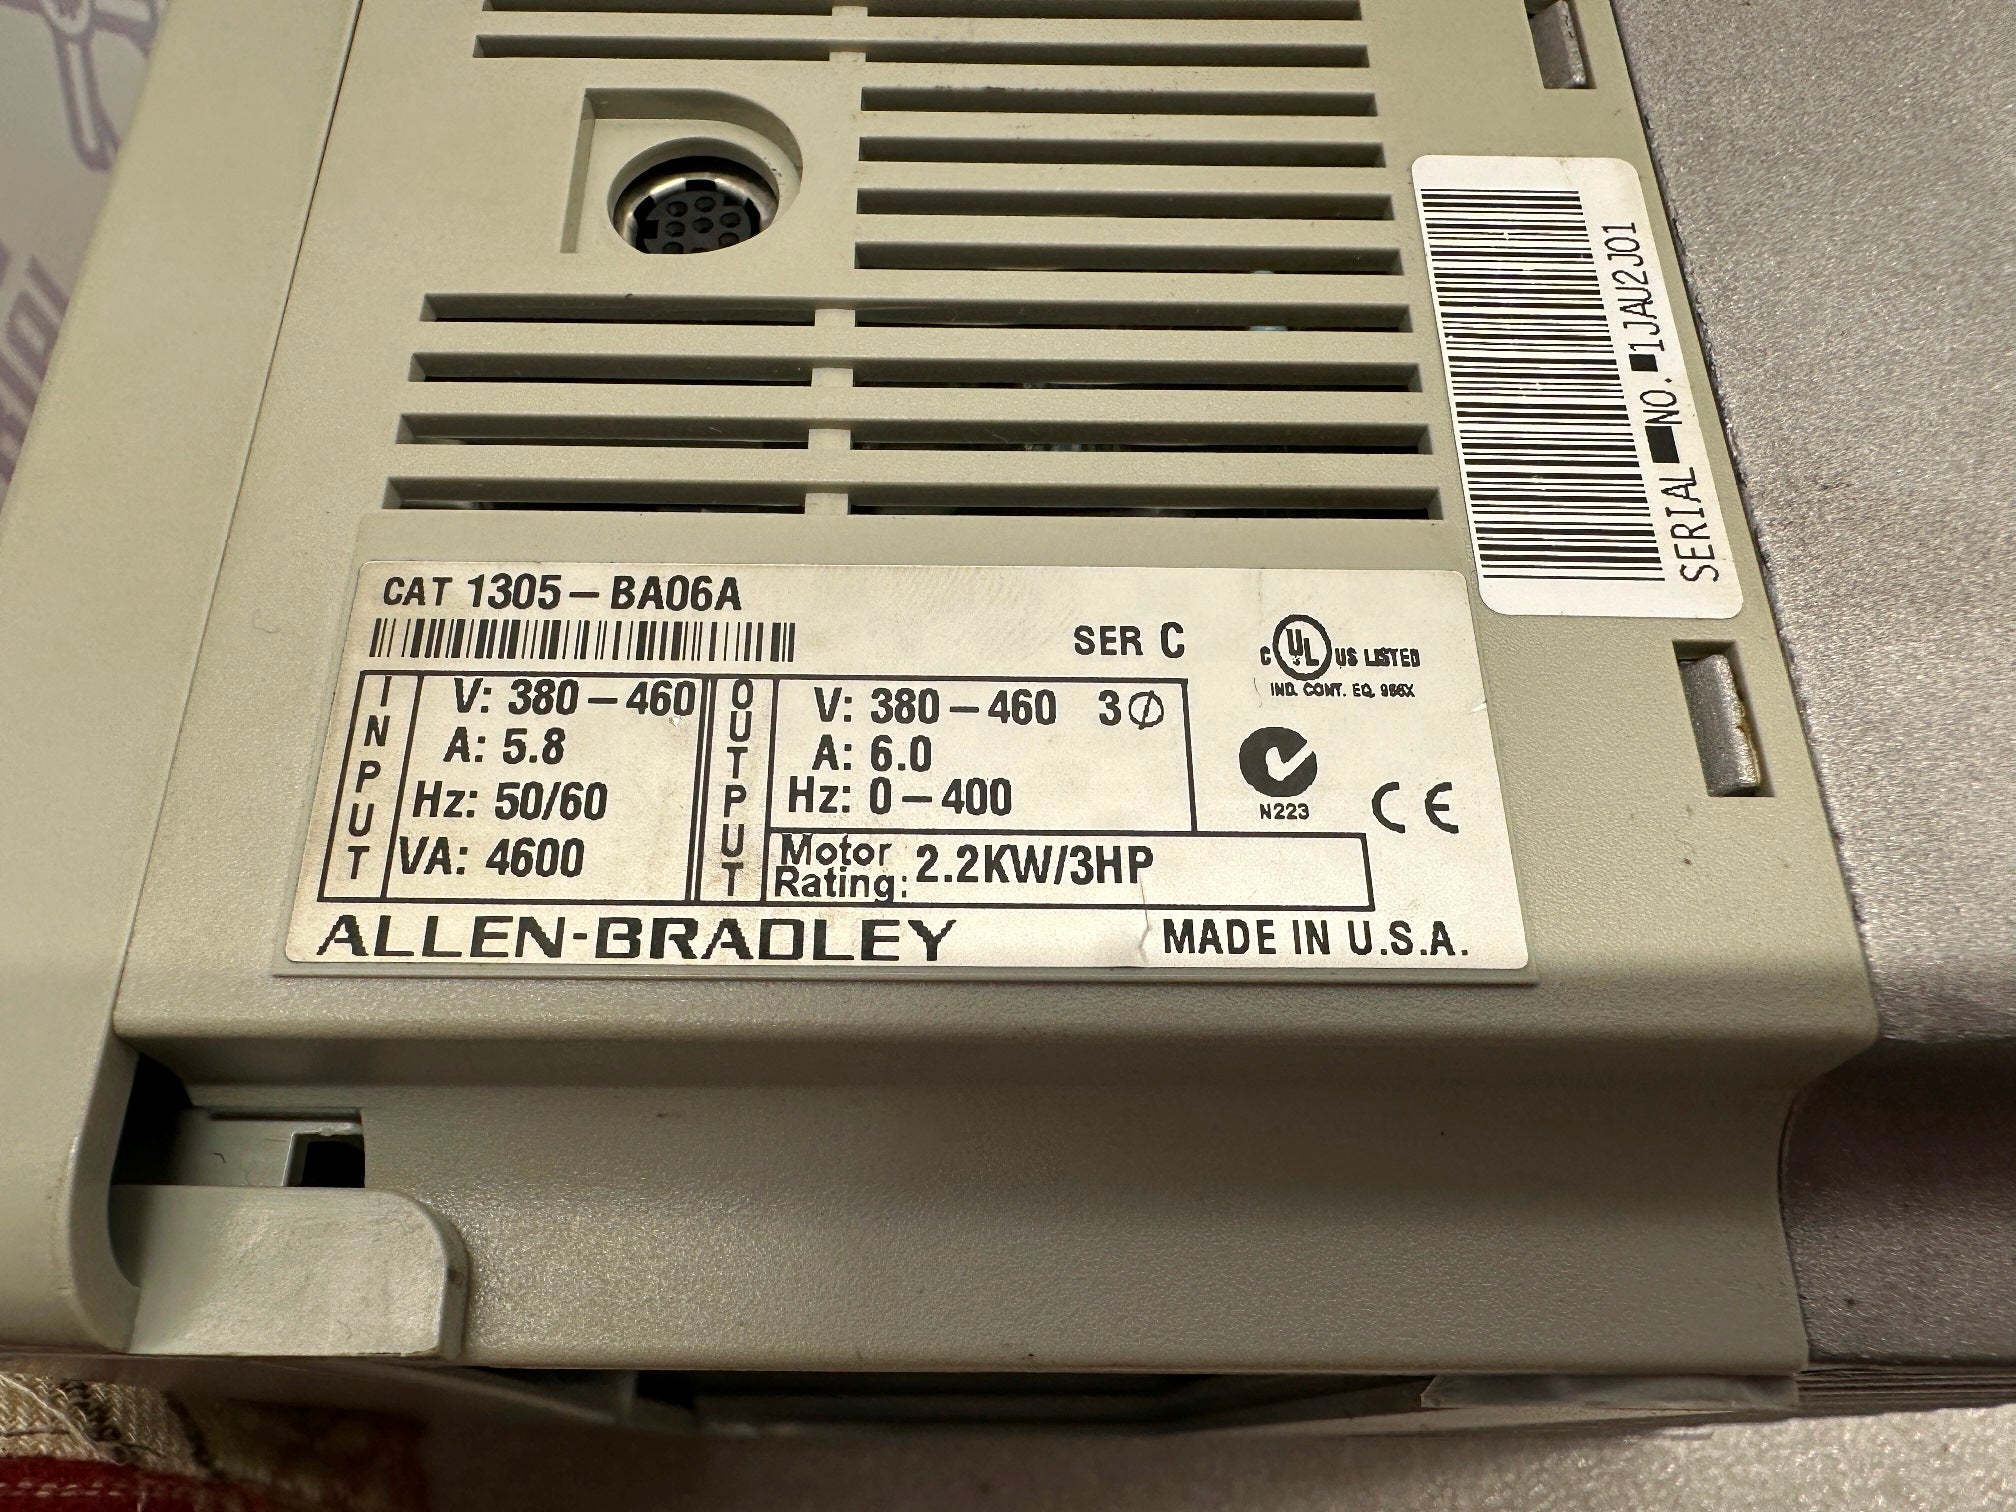 SERIAL NO. 1JAU2J01
CAT 1305-BA06A
SER C
C UL US LISTED
IND. CONT. EQ. 966X
INPUT
V: 380-460
A: 5.8
Hz: 50/60
VA: 4600
OUTPUT
V: 380-460 3Ø
A: 6.0
Hz: 0-400
Motor Rating: 2.2KW/3HP
N223
CE
ALLEN-BRADLEY
MADE IN U.S.A.